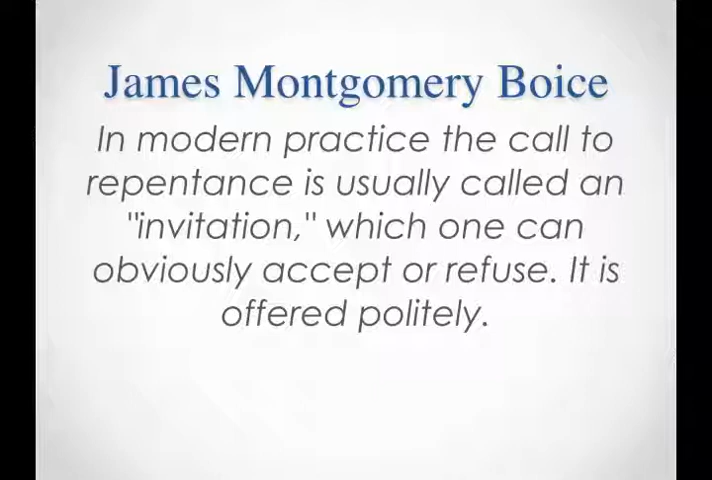 James Montgomery Boice
In modern practice the call to
repentance is usually called an
"invitation," which one can
obviously accept or refuse. It is
offered politely.